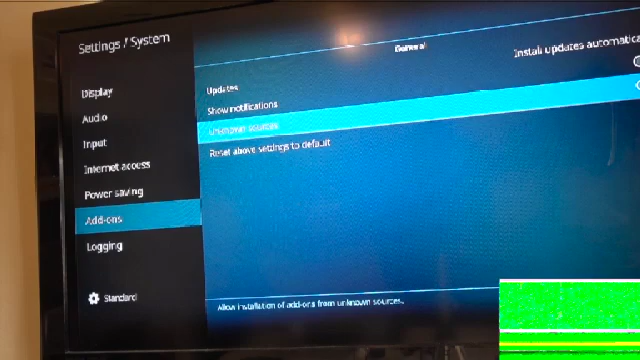 Settings / System
General
Display
Audio
Input
Internet access
Power saving
Add-ons
Logging
Standard
Updates
Install updates automatica
Show notifications
Unknown sources
Reset above settings to default
Allow installation of add-ons from unknown sources.